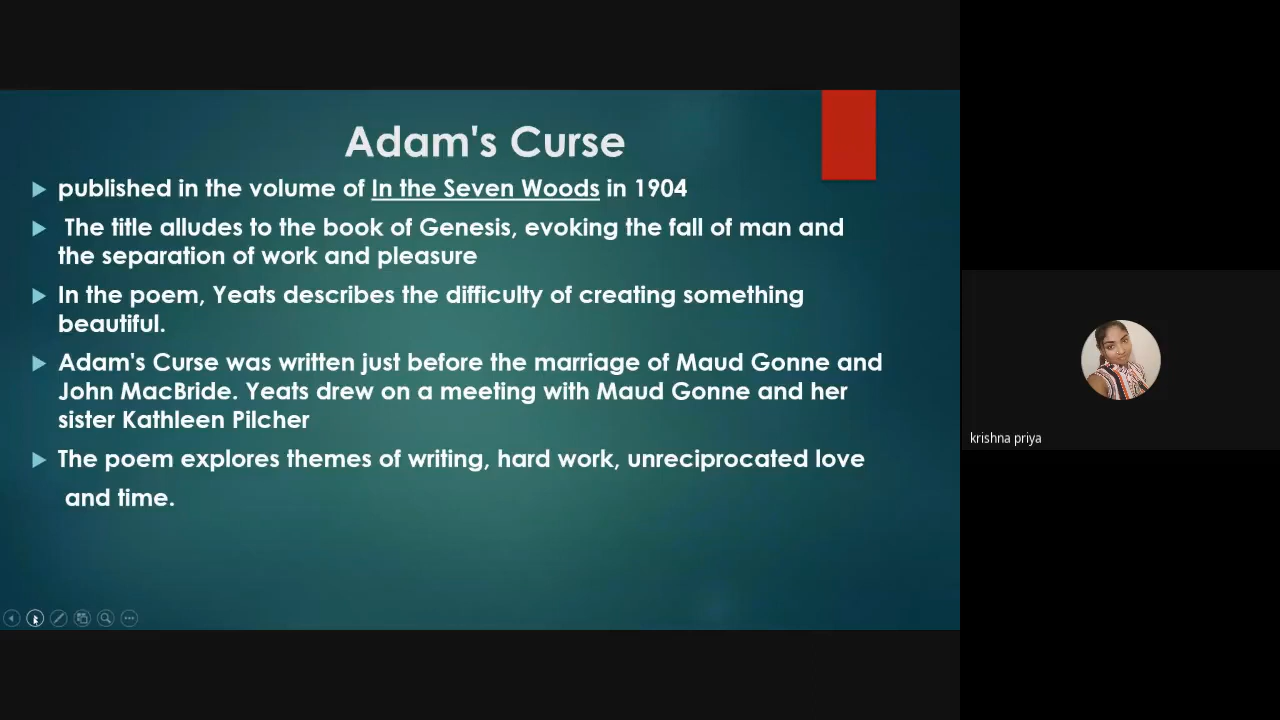 Adam's Curse
published in the volume of In the Seven Woods in 1904
The title alludes to the book of Genesis, evoking the fall of man and
the separation of work and pleasure
In the poem, Yeats describes the difficulty of creating something
beautiful.
Adam's Curse was written just before the marriage of Maud Gonne and
John MacBride. Yeats drew on a meeting with Maud Gonne and her
sister Kathleen Pilcher
The poem explores themes of writing, hard work, unreciprocated love
and time.
krishna priya